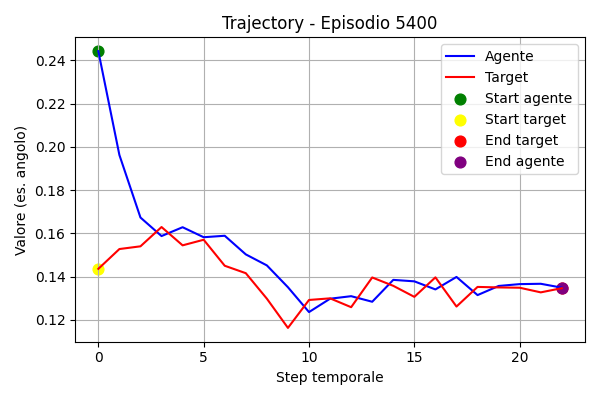 Trajectory - Episodio 5400
Valore (es. angolo)
0.24
0.22
0.20
0.18
0.16
0.14
0.12
0
5
10
15
20
Step temporale
Agente
Target
Start agente
Start target
End target
End agente